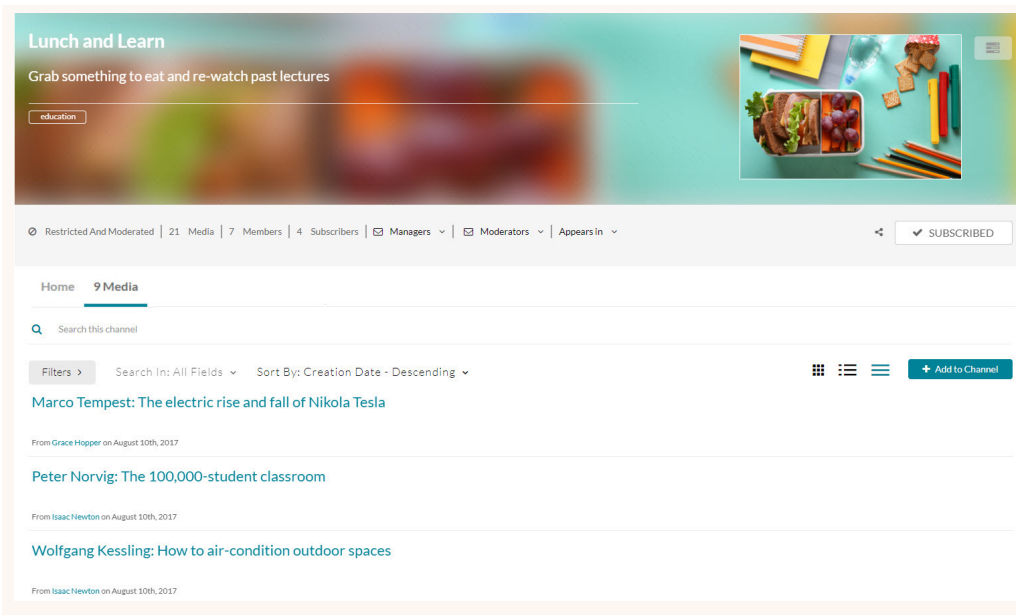 Lunch and Learn
Grab something to eat and re-watch past lectures
education
Restricted And Moderated | 21 Media | 7 Members | 4 Subscribers | Managers | Moderators | Appears in
SUBSCRIBED
Home 9 Media
Search this channel
Filters > Search In: All Fields Sort By: Creation Date - Descending
+ Add to Channel
Marco Tempest: The electric rise and fall of Nikola Tesla
From Grace Hopper on August 10th, 2017
Peter Norvig: The 100,000-student classroom
From Isaac Newton on August 10th, 2017
Wolfgang Kessling: How to air-condition outdoor spaces
From Isaac Newton on August 10th, 2017